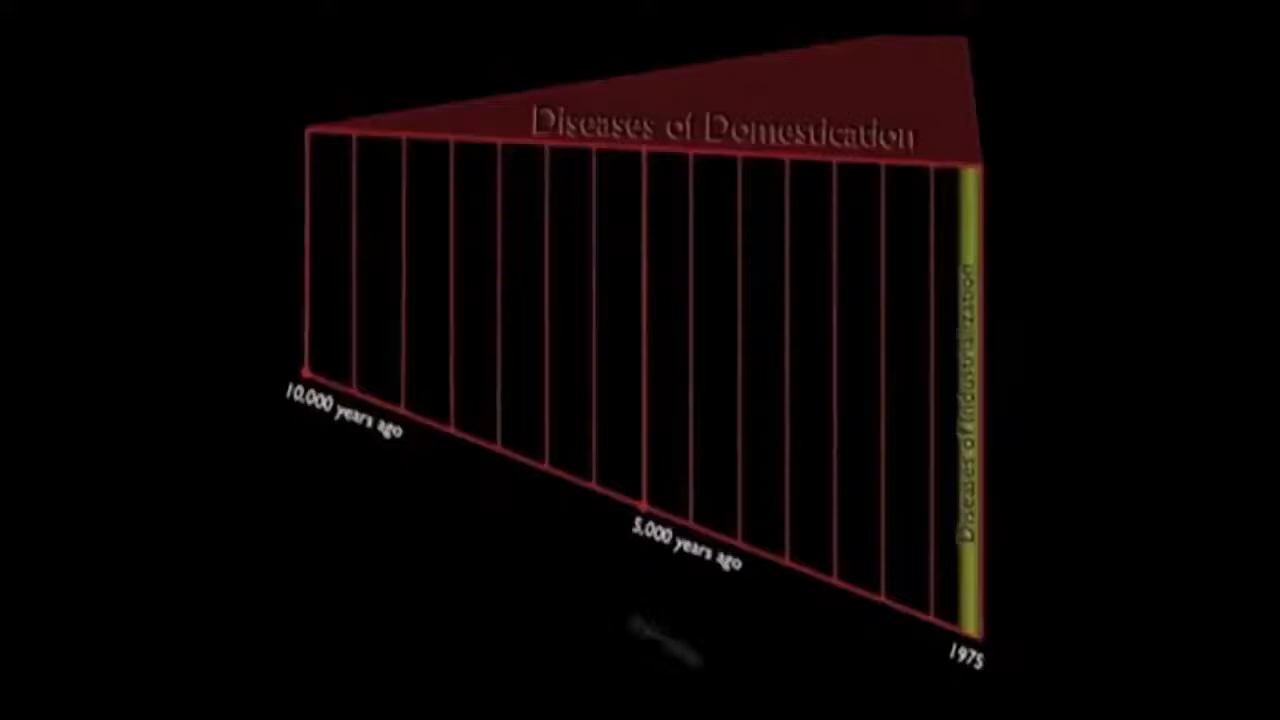 Diseases of Domestication
Diseases of Industrialization
10,000 years ago
5,000 years ago
1975